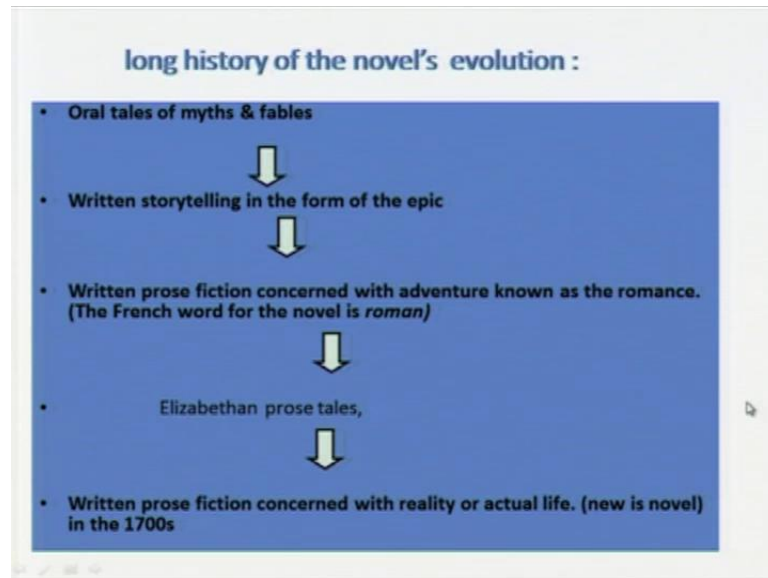 long history of the novel's evolution :
• Oral tales of myths & fables
• Written storytelling in the form of the epic
• Written prose fiction concerned with adventure known as the romance.
(The French word for the novel is roman)
• Elizabethan prose tales,
• Written prose fiction concerned with reality or actual life. (new is novel)
in the 1700s